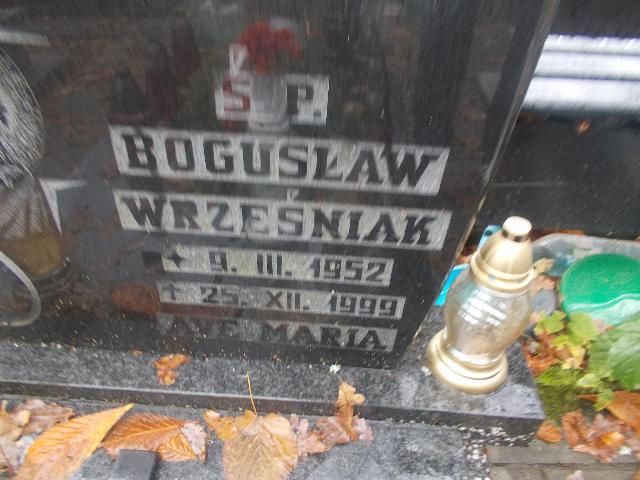 Ś. P.
BOGUSŁAW
WRZEŚNIAK
* 9. III. 1952
† 25. XII. 1999
AVE MARIA